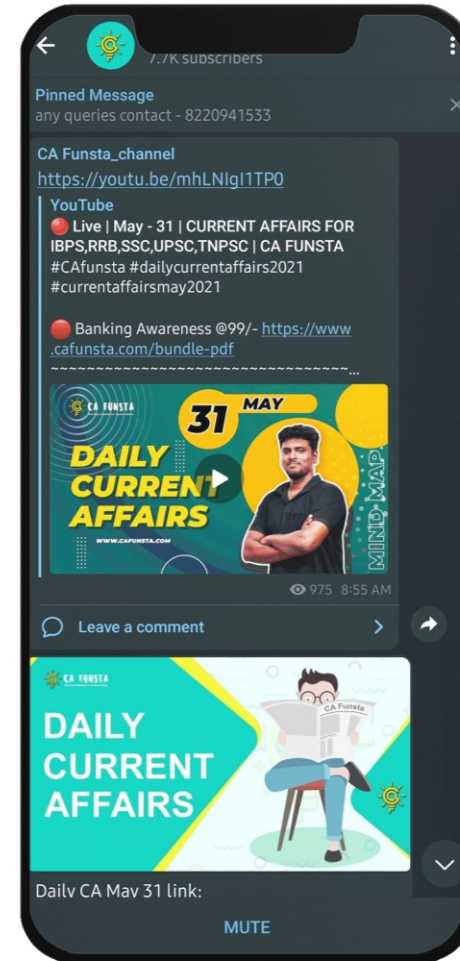 7.7K subscribers
Pinned Message
any queries contact - 8220941533
CA Funsta_channel
https://youtu.be/mhLNIgI1TP0
YouTube
🔴 Live | May - 31 | CURRENT AFFAIRS FOR
IBPS,RRB,SSC,UPSC,TNPSC | CA FUNSTA
#CAfunsta #dailycurrentaffairs2021
#currentaffairsmay2021
🔴 Banking Awareness @99/- https://www
.cafunsta.com/bundle-pdf
~~~~~~~~~~~~~~~~~~~~~~~~~~~~~~~~~...
CA FUNSTA
31 MAY
DAILY
CURRENT
AFFAIRS
WWW.CAFUNSTA.COM
MIND MAP
975 8:55 AM
Leave a comment
CA FUNSTA
DAILY
CURRENT
AFFAIRS
CA Funsta
Daily CA May 31 link:
MUTE